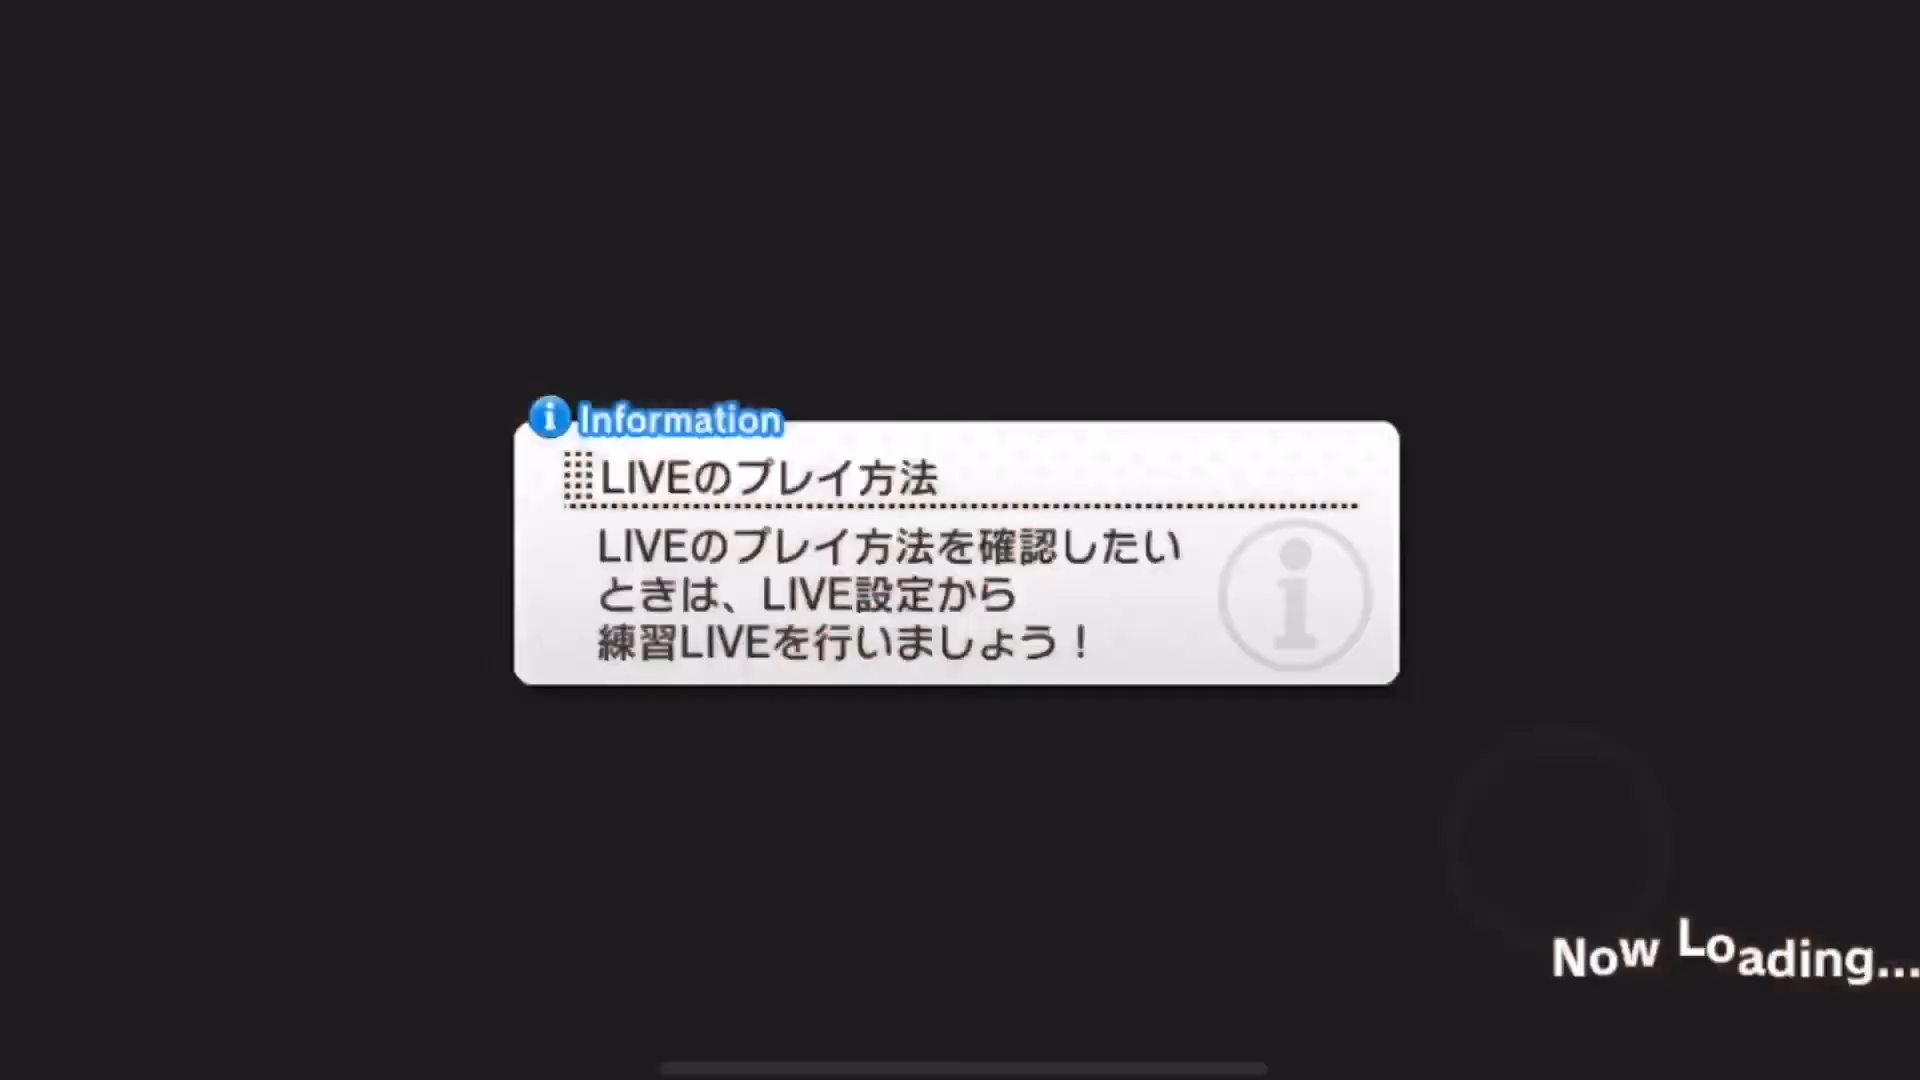 Information
LIVEのプレイ方法
LIVEのプレイ方法を確認したい
ときは、LIVE設定から
練習LIVEを行いましょう！
Now Loading...